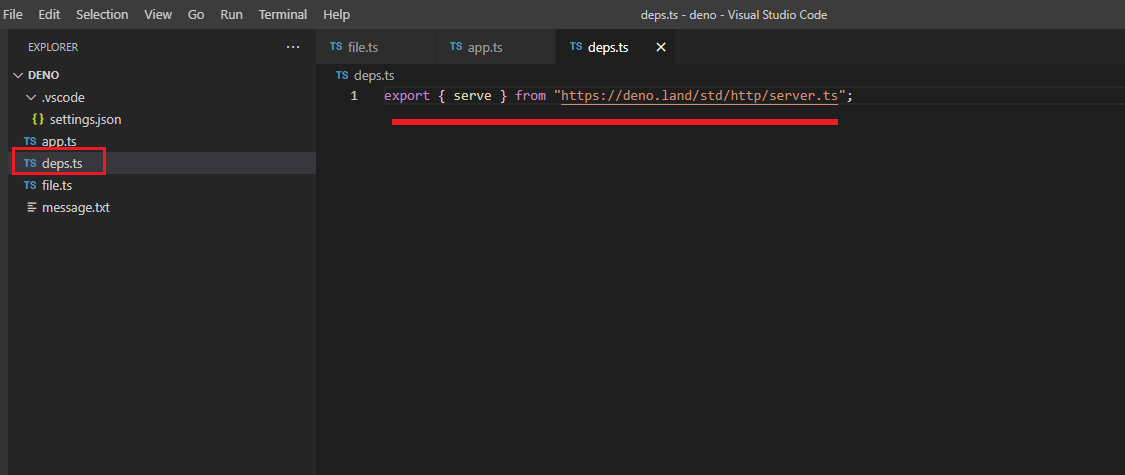 File Edit Selection View Go Run Terminal Help deps.ts - deno - Visual Studio Code
EXPLORER ···
TS file.ts TS app.ts TS deps.ts ×
DENO
TS deps.ts
.vscode
1 export { serve } from "https://deno.land/std/http/server.ts";
{} settings.json
TS app.ts
TS deps.ts
TS file.ts
message.txt